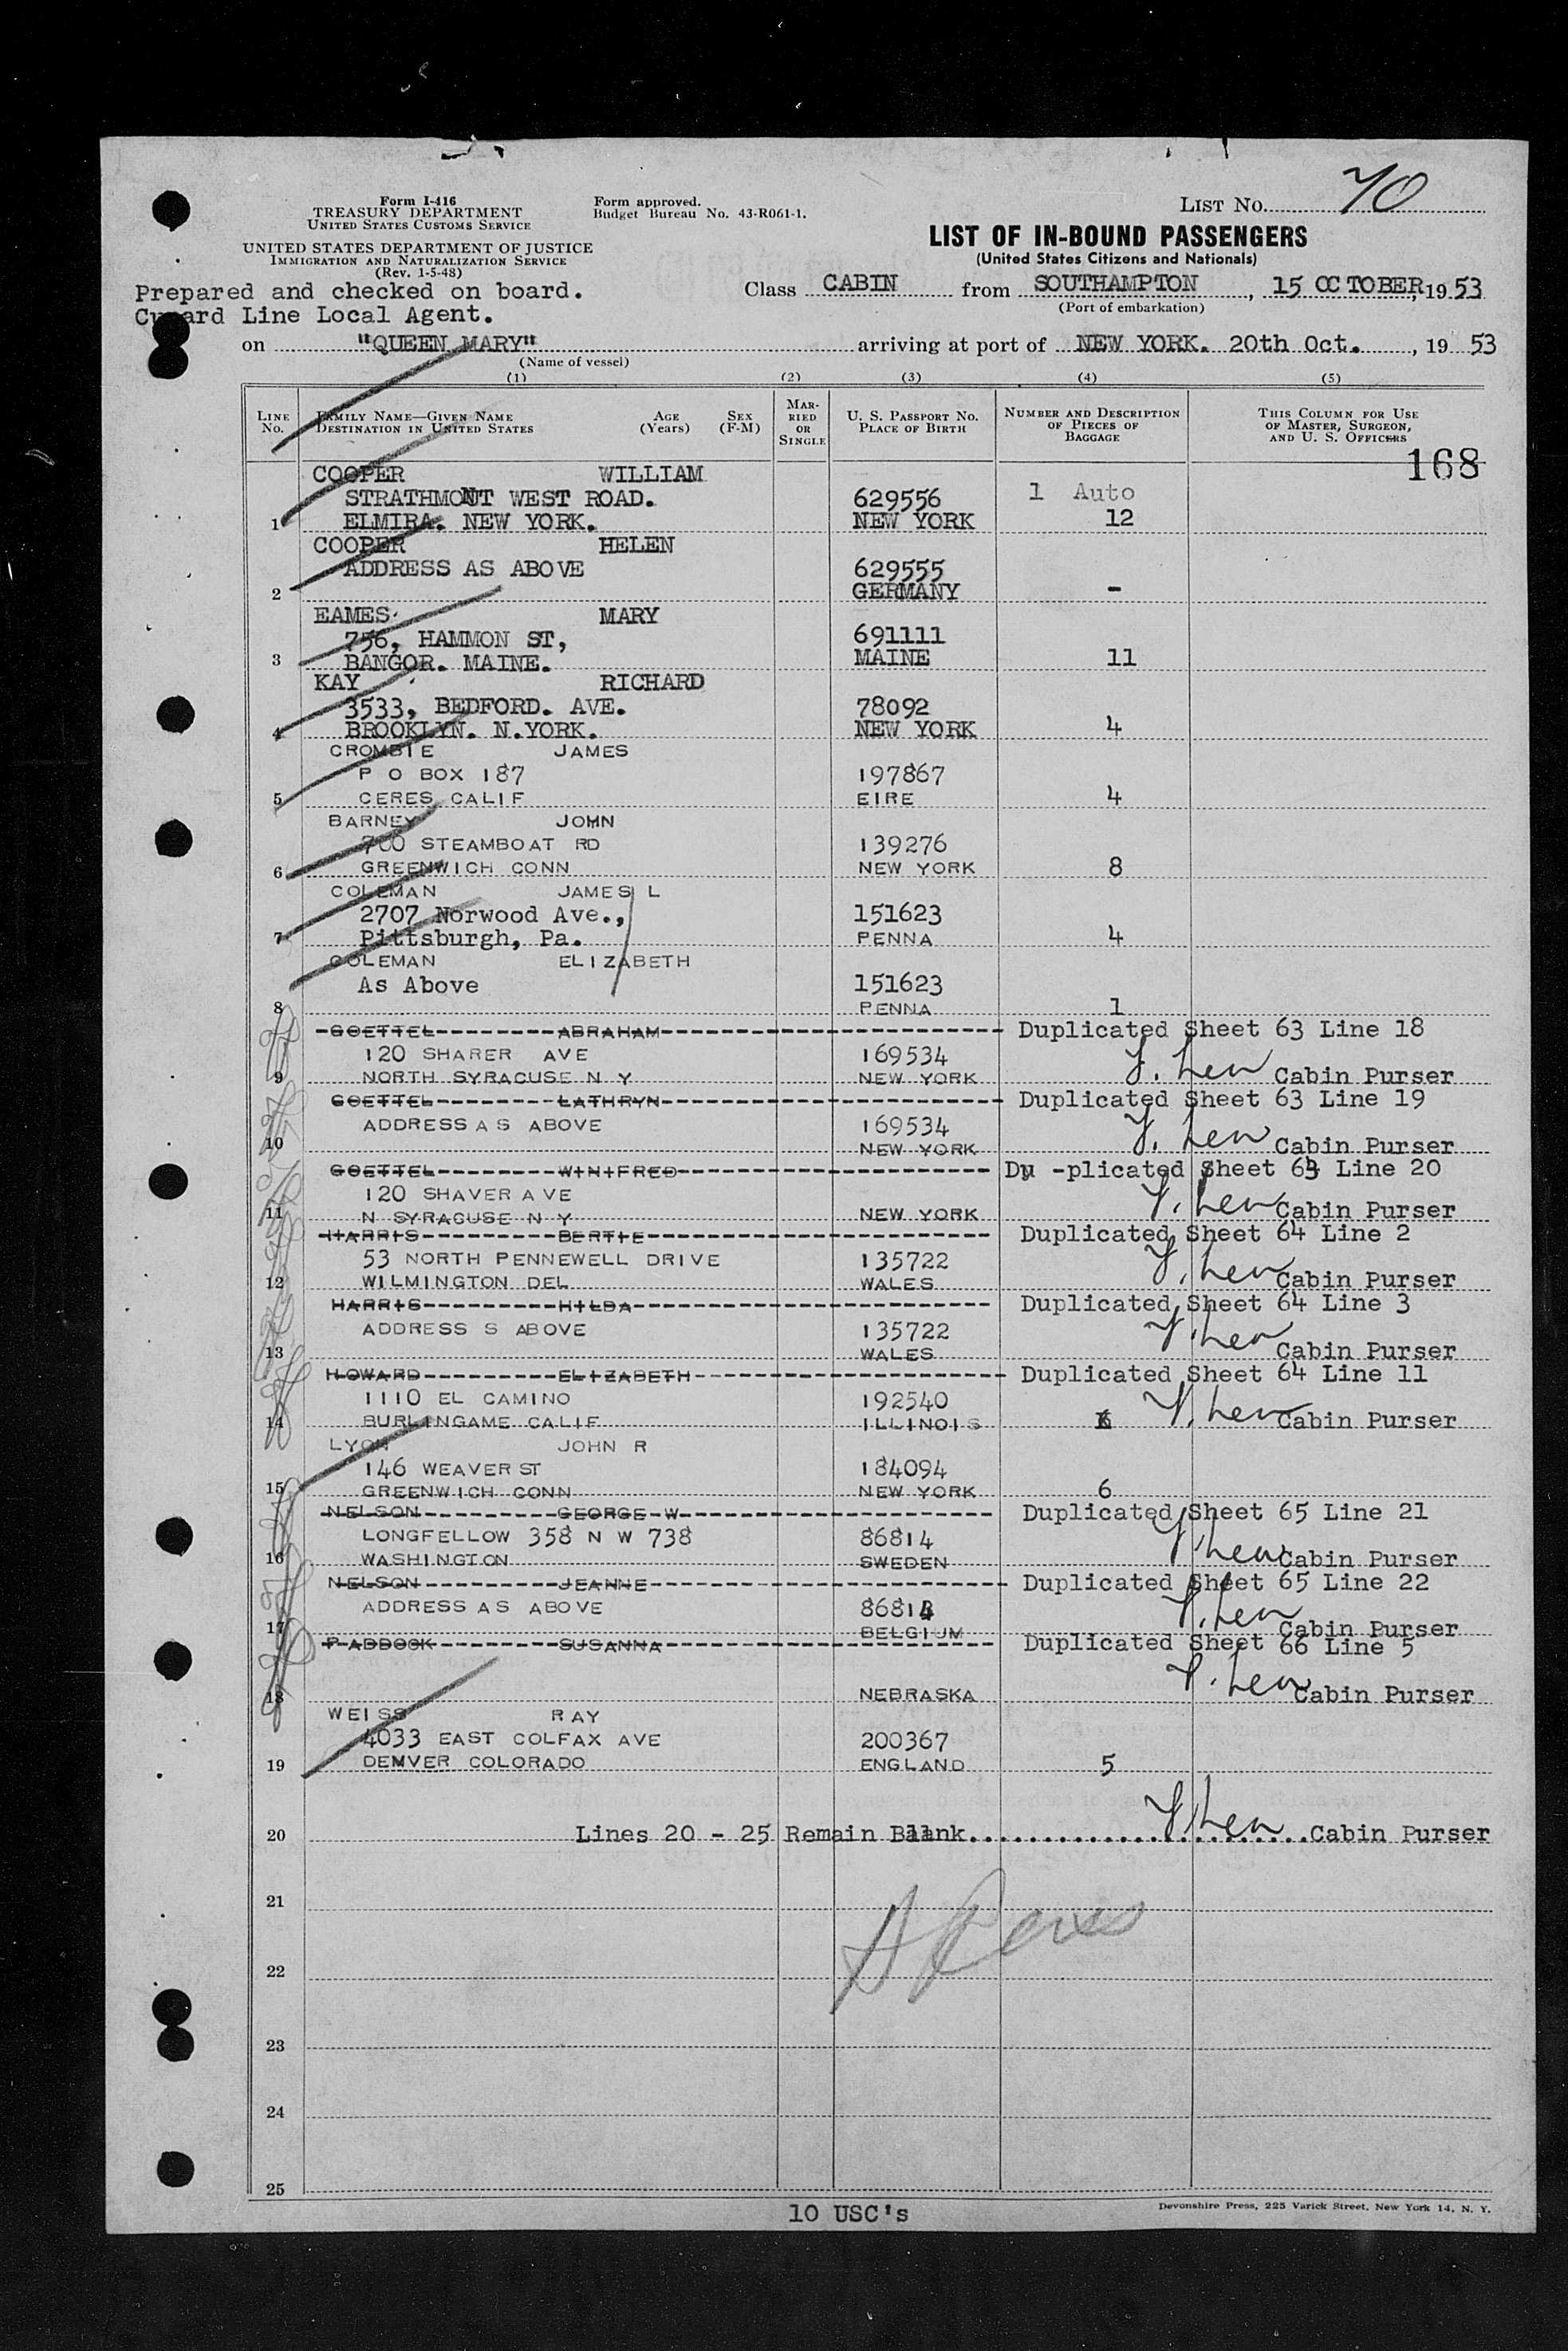 Form I-416
TREASURY DEPARTMENT
UNITED STATES CUSTOMS SERVICE
UNITED STATES DEPARTMENT OF JUSTICE
IMMIGRATION AND NATURALIZATION SERVICE
(Rev. 1-5-48)
Form approved.
Budget Bureau No. 43-R061-1.
LIST No. 70
LIST OF IN-BOUND PASSENGERS
(United States Citizens and Nationals)
Prepared and checked on board.
Cunard Line Local Agent.
Class CABIN from SOUTHAMPTON, 15 OCTOBER, 1953
(Port of embarkation)
on "QUEEN MARY" arriving at port of NEW YORK. 20th Oct., 1953
(Name of vessel)
(1) (2) (3) (4) (5)
LINE No.
FAMILY NAME—GIVEN NAME AGE SEX
DESTINATION IN UNITED STATES (Years) (F-M)
MARRIED OR SINGLE
U. S. PASSPORT NO.
PLACE OF BIRTH
NUMBER AND DESCRIPTION
OF PIECES OF
BAGGAGE
THIS COLUMN FOR USE
OF MASTER, SURGEON,
AND U. S. OFFICERS
168
COOPER WILLIAM
STRATHMONT WEST ROAD. 629556 1 Auto
1 ELMIRA. NEW YORK. NEW YORK 12
COOPER HELEN
ADDRESS AS ABOVE 629555
2 GERMANY -
EAMES MARY
756, HAMMON ST, 691111
3 BANGOR. MAINE. MAINE 11
KAY RICHARD
3533, BEDFORD. AVE. 78092
4 BROOKLYN. N.YORK. NEW YORK 4
CROMBIE JAMES
P O BOX 187 197867
5 CERES CALIF EIRE 4
BARNEY JOHN
700 STEAMBOAT RD 139276
6 GREENWICH CONN NEW YORK 8
COLEMAN JAMES L
2707 Norwood Ave., 151623
7 Pittsburgh, Pa. PENNA 4
COLEMAN ELIZABETH
As Above 151623
8 PENNA 1
GOETTEL ABRAHAM Duplicated Sheet 63 Line 18
120 SHARER AVE 169534
9 NORTH SYRACUSE N Y NEW YORK Cabin Purser
GOETTEL LATHRYN Duplicated Sheet 63 Line 19
ADDRESS AS ABOVE 169534
10 NEW YORK Cabin Purser
GOETTEL WINIFRED Du -plicated Sheet 63 Line 20
120 SHAVER AVE
11 N SYRACUSE N Y NEW YORK Cabin Purser
HARRIS BERTIE Duplicated Sheet 64 Line 2
53 NORTH PENNEWELL DRIVE 135722
12 WILMINGTON DEL WALES Cabin Purser
HARRIS HILDA Duplicated Sheet 64 Line 3
ADDRESS S ABOVE 135722
13 WALES Cabin Purser
HOWARD ELIZABETH Duplicated Sheet 64 Line 11
1110 EL CAMINO 192540
14 BURLINGAME CALIF ILLINOIS Cabin Purser
LYON JOHN R
146 WEAVER ST 184094
15 GREENWICH CONN NEW YORK 6
NELSON GEORGE W Duplicated Sheet 65 Line 21
LONGFELLOW 358 N W 738 86814
16 WASHINGTON SWEDEN Cabin Purser
NELSON JEANNE Duplicated Sheet 65 Line 22
ADDRESS AS ABOVE
17 BELGIUM Cabin Purser
PADDOCK SUSANNA Duplicated Sheet 66 Line 5
18 NEBRASKA Cabin Purser
WEISS RAY
4033 EAST COLFAX AVE 200367
19 DEMVER COLORADO ENGLAND 5
20 Lines 20 - 25 Remain Blank........................Cabin Purser
21
22
23
24
25
10 USC's
Devonshire Press, 225 Varick Street, New York 14, N. Y.